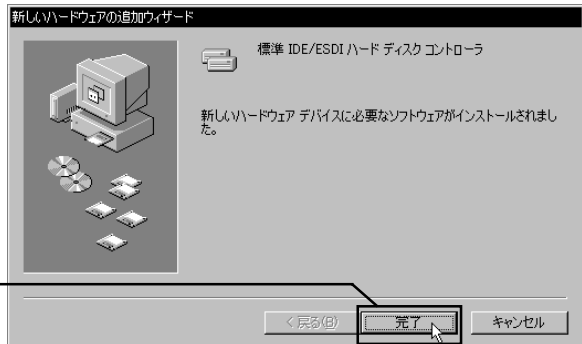 新しいハードウェアの追加ウィザード
標準 IDE/ESDI ハード ディスク コントローラ
新しいハードウェア デバイスに必要なソフトウェアがインストールされまし
た。
< 戻る(B)
完了
キャンセル